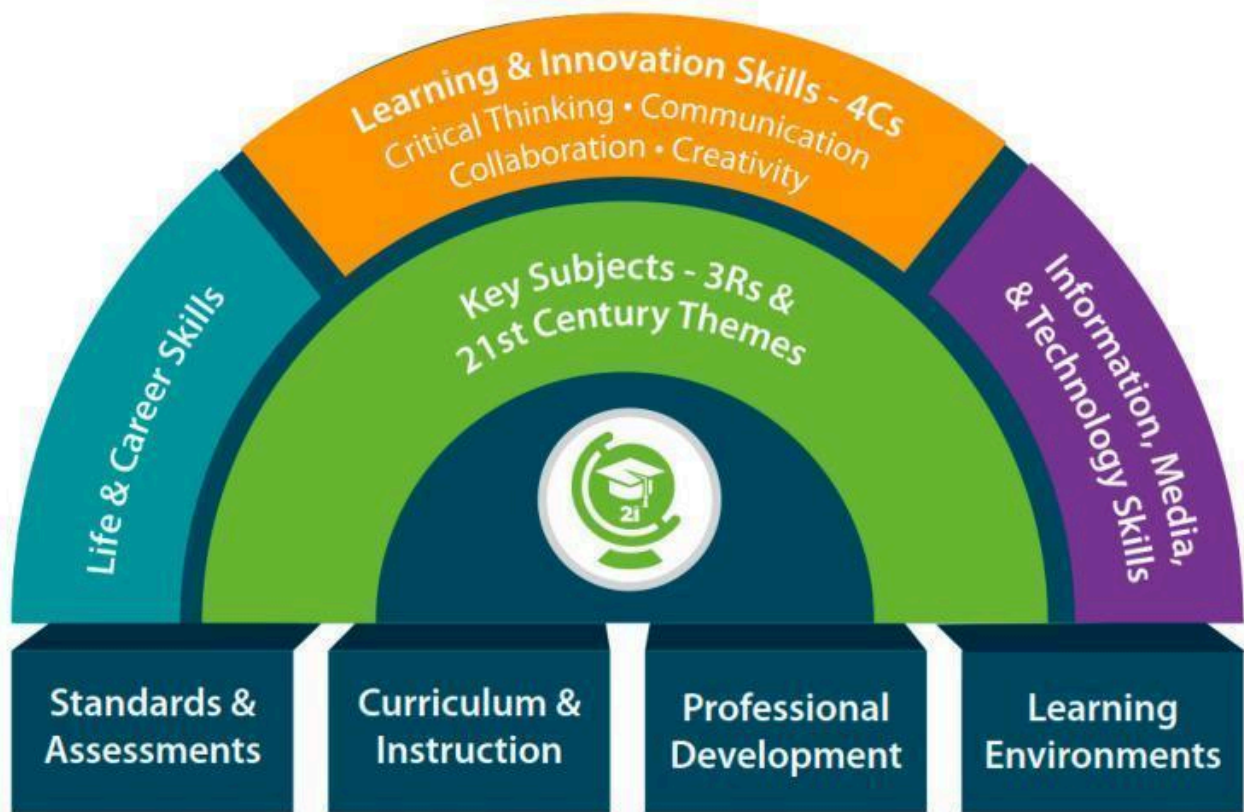 Learning & Innovation Skills - 4Cs
Critical Thinking • Communication
Collaboration • Creativity
Life & Career Skills
Key Subjects - 3Rs &
21st Century Themes
Information, Media,
& Technology Skills
21
Standards &
Assessments
Curriculum &
Instruction
Professional
Development
Learning
Environments